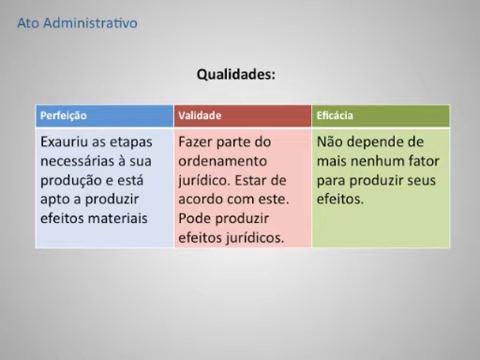 Ato Administrativo
Qualidades:
Perfeição
Exauriu as etapas
necessárias à sua
produção e está
apto a produzir
efeitos materiais
Validade
Fazer parte do
ordenamento
jurídico. Estar de
acordo com este.
Pode produzir
efeitos jurídicos.
Eficácia
Não depende de
mais nenhum fator
para produzir seus
efeitos.